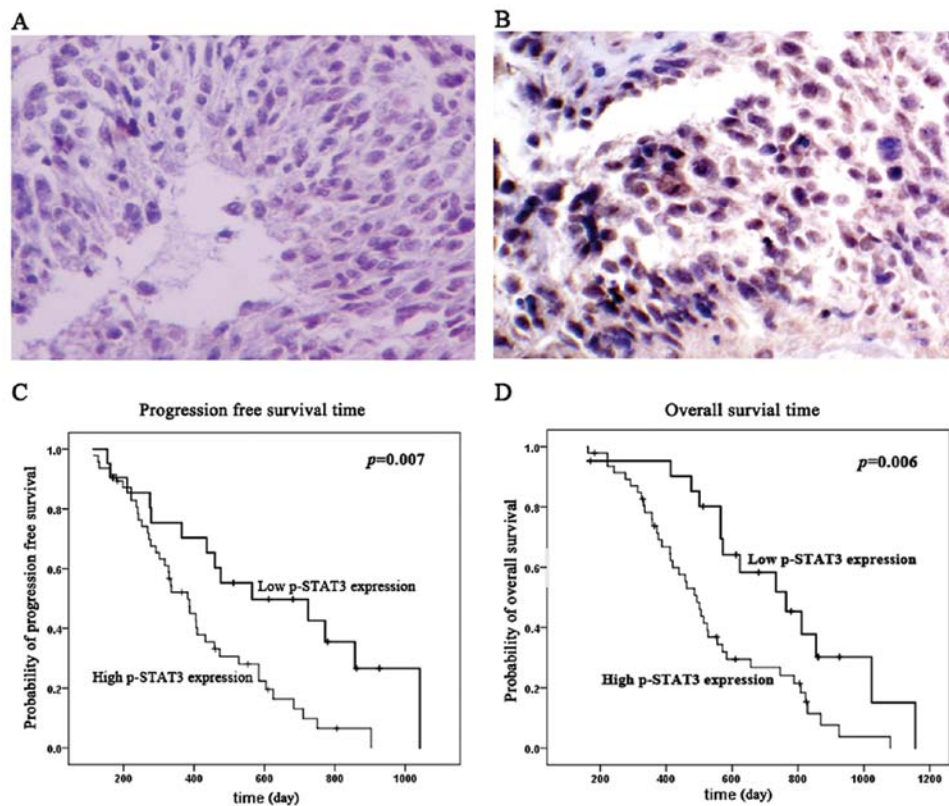 A
B
C
Progression free survival time
p=0.007
Low p-STAT3 expression
High p-STAT3 expression
Probability of progression free survival
1.0
0.8
0.6
0.4
0.2
0.0
200
400
600
800
1000
time (day)
D
Overall survial time
p=0.006
Low p-STAT3 expression
High p-STAT3 expression
Probability of overall survival
1.0
0.8
0.6
0.4
0.2
0.0
200
400
600
800
1000
1200
time (day)